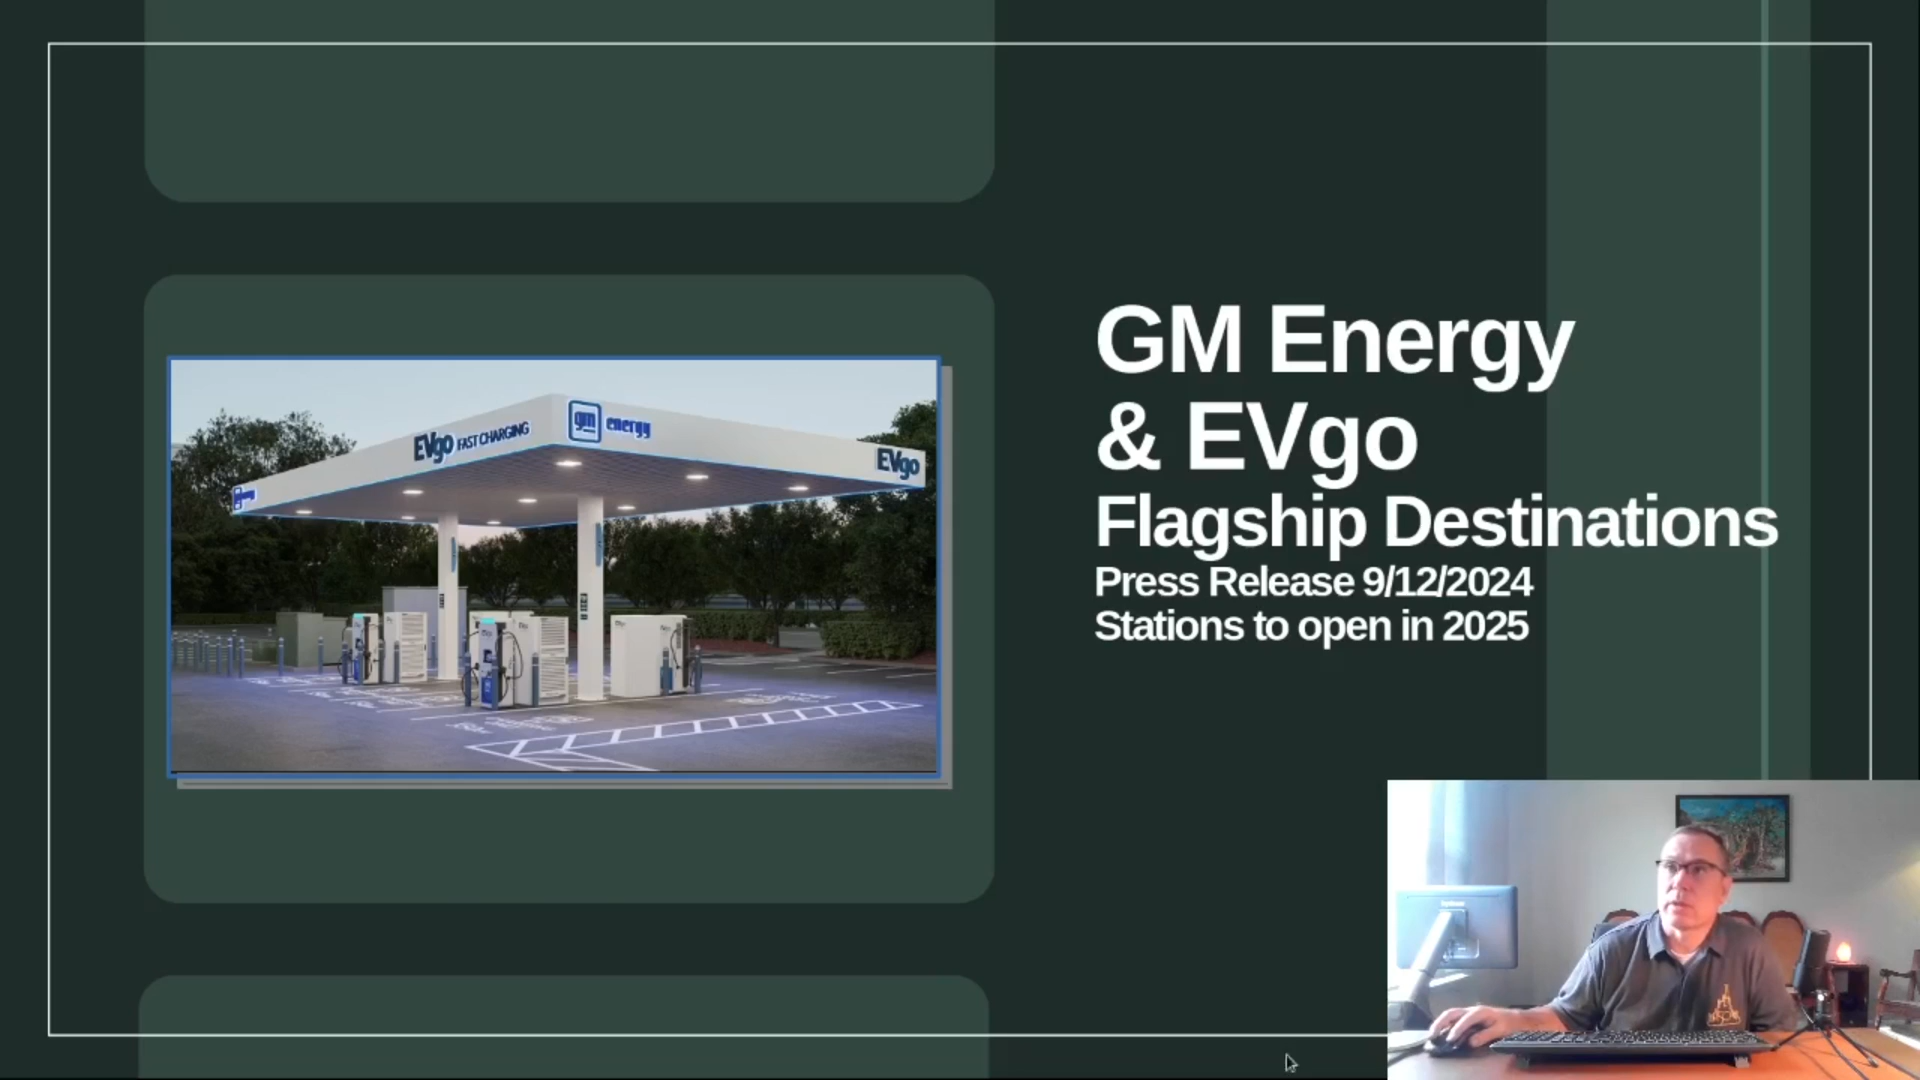 GM Energy
& EVgo
Flagship Destinations
Press Release 9/12/2024
Stations to open in 2025
EVgo FAST CHARGING
gm energy
EVgo